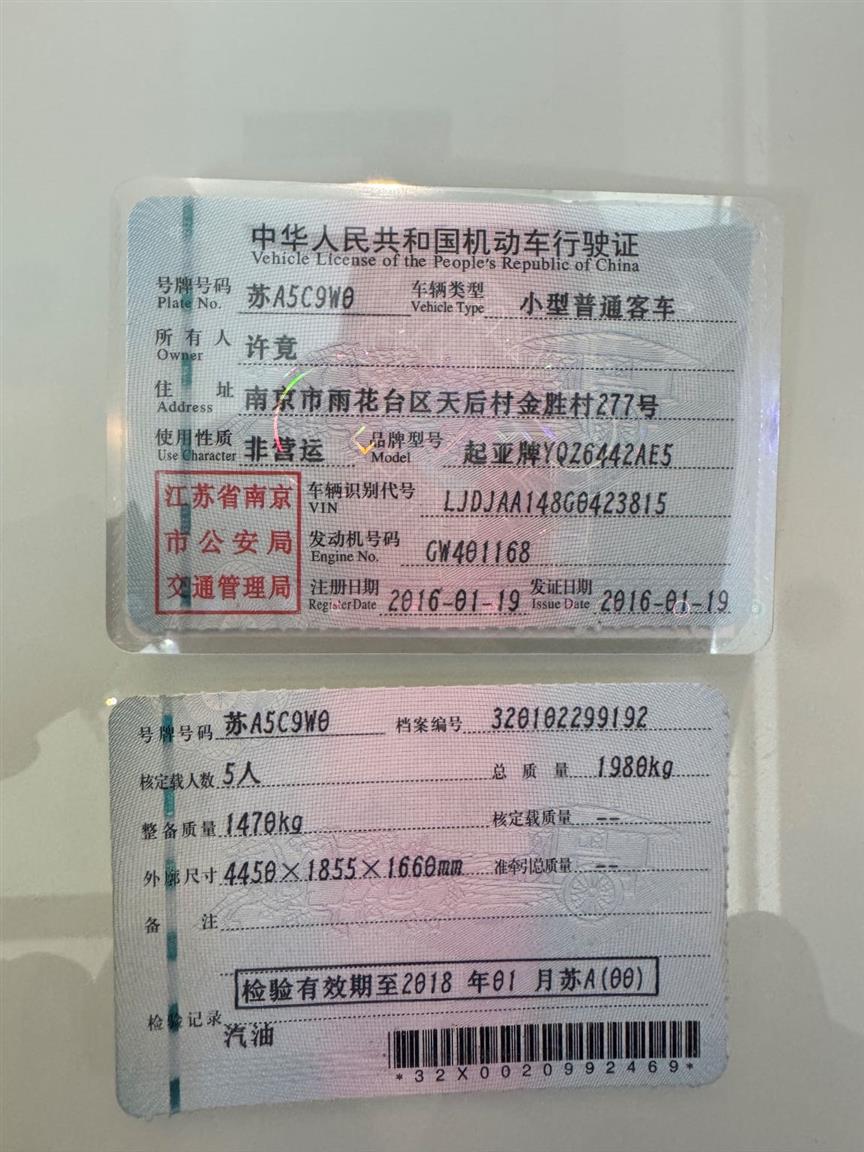 中华人民共和国机动车行驶证
Vehicle License of the People's Republic of China
号牌号码 苏A5C9W0 车辆类型 小型普通客车
Plate No. Vehicle Type
所有人 许竟
Owner
住址 南京市雨花台区天后村金胜村277号
Address
使用性质 非营运 品牌型号 起亚牌YQZ6442AE5
Use Character Model
江苏省南京
市公安局
交通管理局
车辆识别代号 LJDJAA148G0423815
VIN
发动机号码 GW401168
Engine No.
注册日期 2016-01-19 发证日期 2016-01-19
Register Date Issue Date
号牌号码 苏A5C9W0 档案编号 320102299192
核定载人数 5人 总质量 1980kg
整备质量 1470kg 核定载质量 --
外廓尺寸 4450×1855×1660mm 准牵引总质量 --
备注
检验有效期至2018年01月苏A(00)
检验记录
汽油
*32X0020992469*